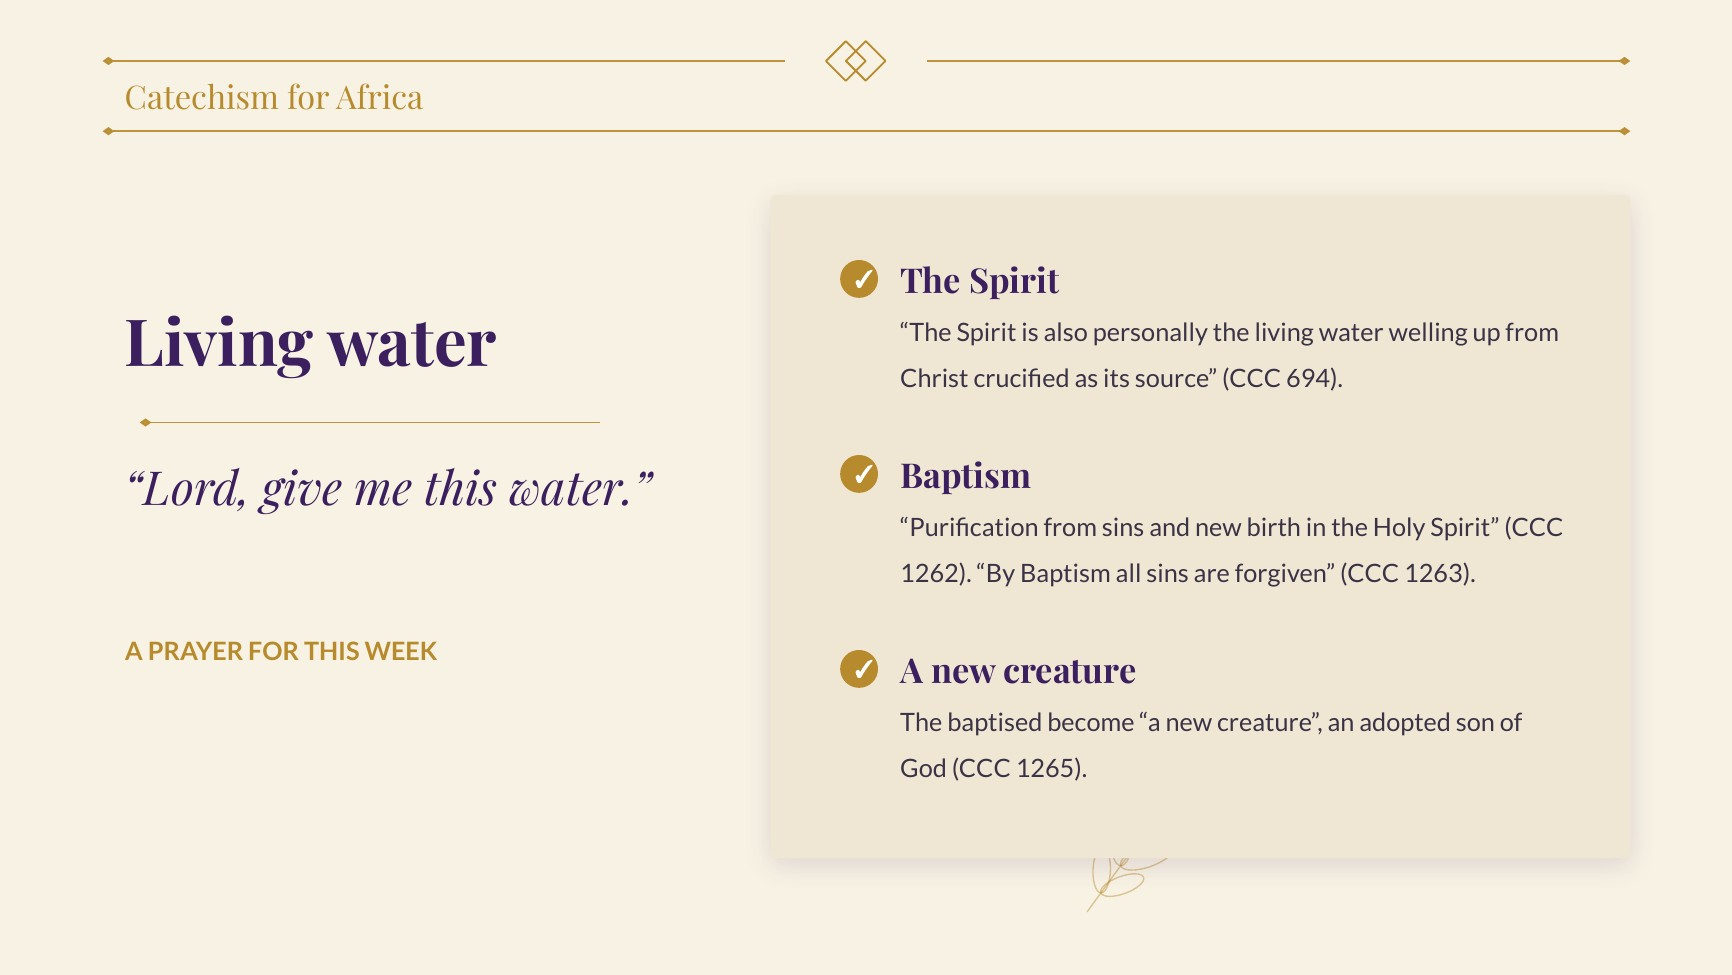 Catechism for Africa
Living water
“Lord, give me this water.”
A PRAYER FOR THIS WEEK
The Spirit
“The Spirit is also personally the living water welling up from
Christ crucified as its source” (CCC 694).
Baptism
“Purification from sins and new birth in the Holy Spirit” (CCC
1262). “By Baptism all sins are forgiven” (CCC 1263).
A new creature
The baptised become “a new creature”, an adopted son of
God (CCC 1265).